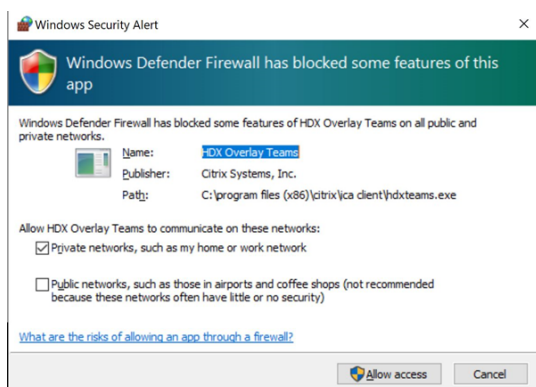 Windows Security Alert
Windows Defender Firewall has blocked some features of this
app
Windows Defender Firewall has blocked some features of HDX Overlay Teams on all public and
private networks.
Name: HDX Overlay Teams
Publisher: Citrix Systems, Inc.
Path: C:\program files (x86)\citrix\ica client\hdxteams.exe
Allow HDX Overlay Teams to communicate on these networks:
Private networks, such as my home or work network
Public networks, such as those in airports and coffee shops (not recommended
because these networks often have little or no security)
What are the risks of allowing an app through a firewall?
Allow access Cancel